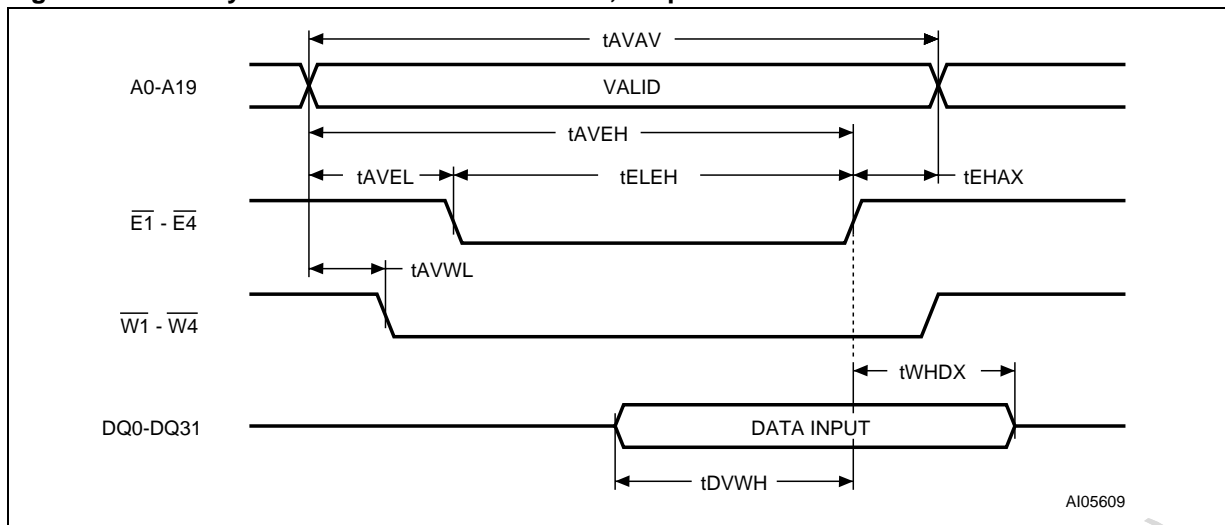 tAVAV
A0-A19
VALID
tAVEH
tAVEL
tELEH
tEHAX
E1 - E4
tAVWL
W1 - W4
tWHDX
DQ0-DQ31
DATA INPUT
tDVWH
AI05609